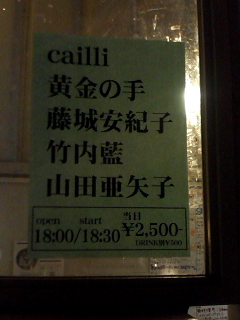 cailli
黄金の手
藤城安紀子
竹内藍
山田亜矢子
open start 当日
18:00/18:30 ¥2,500-
DRINK別¥500